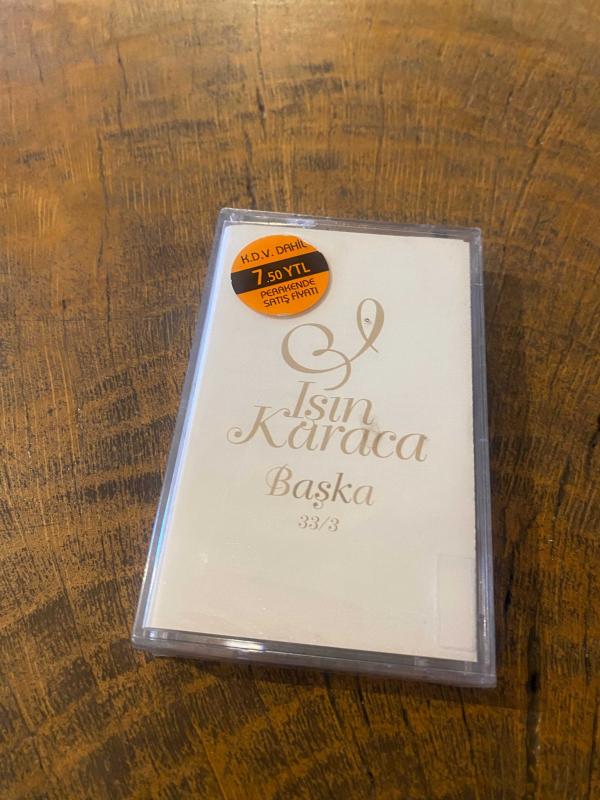 K.D.V. DAHİL
7.50 YTL
PERAKENDE
SATIŞ FİYATI
Işın
Karaca
Başka
33/3